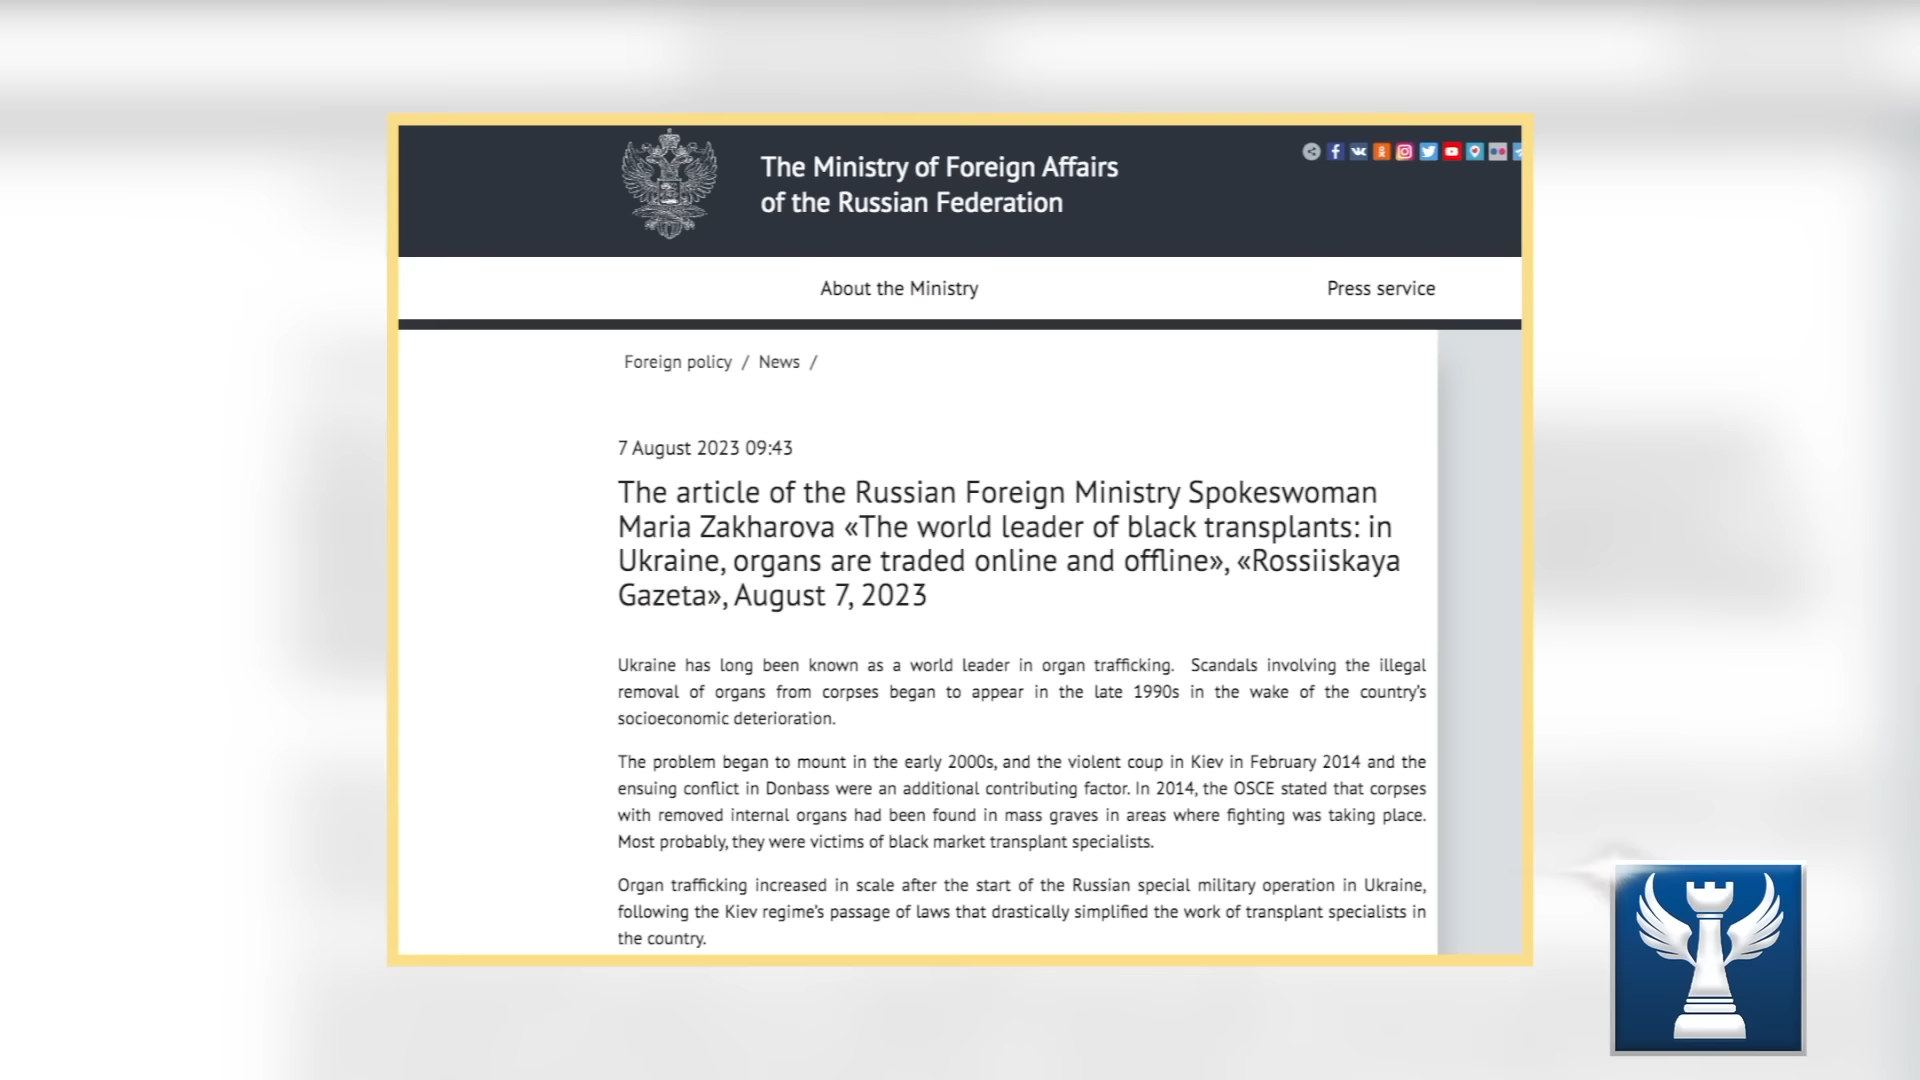 The Ministry of Foreign Affairs
of the Russian Federation
About the Ministry
Press service
Foreign policy / News /
7 August 2023 09:43
The article of the Russian Foreign Ministry Spokeswoman
Maria Zakharova «The world leader of black transplants: in
Ukraine, organs are traded online and offline», «Rossiiskaya
Gazeta», August 7, 2023
Ukraine has long been known as a world leader in organ trafficking. Scandals involving the illegal
removal of organs from corpses began to appear in the late 1990s in the wake of the country's
socioeconomic deterioration.
The problem began to mount in the early 2000s, and the violent coup in Kiev in February 2014 and the
ensuing conflict in Donbass were an additional contributing factor. In 2014, the OSCE stated that corpses
with removed internal organs had been found in mass graves in areas where fighting was taking place.
Most probably, they were victims of black market transplant specialists.
Organ trafficking increased in scale after the start of the Russian special military operation in Ukraine,
following the Kiev regime's passage of laws that drastically simplified the work of transplant specialists in
the country.